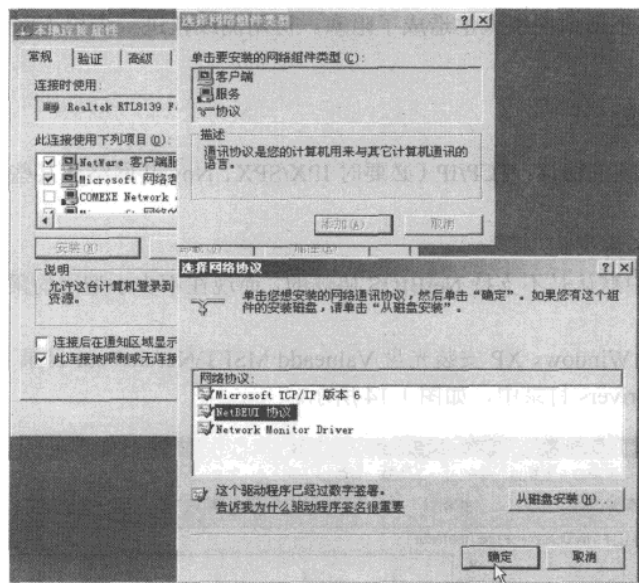 本地连接 属性
常规 验证 高级
连接时使用:
Realtek RTL8139 F
此连接使用下列项目(O):
NetWare 客户端服
Microsoft 网络客
COMEXE Network
安装(N)
说明
允许这台计算机登录到
资源。
连接后在通知区域显示
此连接被限制或无连接
选择网络组件类型
单击要安装的网络组件类型(C):
客户端
服务
协议
描述
通讯协议是您的计算机用来与其它计算机通讯的
语言。
添加(A) 取消
选择网络协议
单击您想安装的网络通讯协议,然后单击“确定”。如果您有这个组
件的安装磁盘,请单击“从磁盘安装”。
网络协议:
Microsoft TCP/IP 版本 6
NetBEUI 协议
Network Monitor Driver
这个驱动程序已经过数字签署。
告诉我为什么驱动程序签名很重要
从磁盘安装(H)...
确定 取消